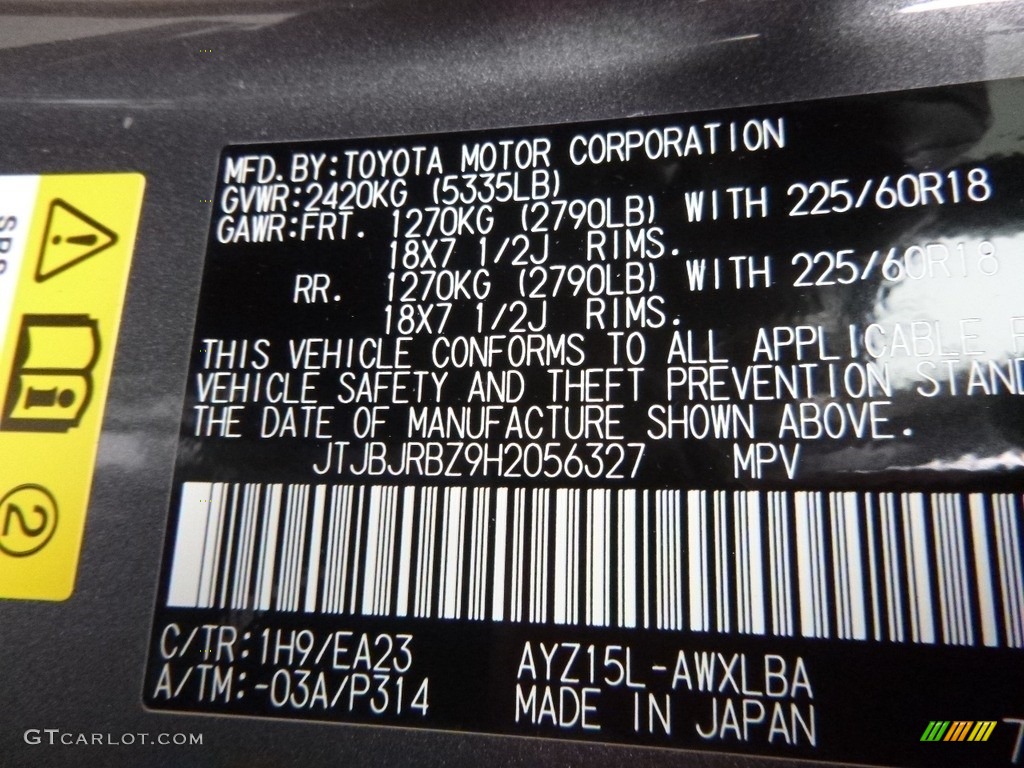 MFD. BY:TOYOTA MOTOR CORPORATION
GVWR:2420KG (5335LB)
GAWR:FRT. 1270KG (2790LB) WITH 225/60R18
18X7 1/2J RIMS.
RR. 1270KG (2790LB) WITH 225/60R18
18X7 1/2J RIMS.
THIS VEHICLE CONFORMS TO ALL APPLICABLE F
VEHICLE SAFETY AND THEFT PREVENTION STAND
THE DATE OF MANUFACTURE SHOWN ABOVE.
JTJBJRBZ9H2056327 MPV
C/TR:1H9/EA23 AYZ15L-AWXLBA
A/TM:-03A/P314 MADE IN JAPAN
2
GTCARLOT.COM